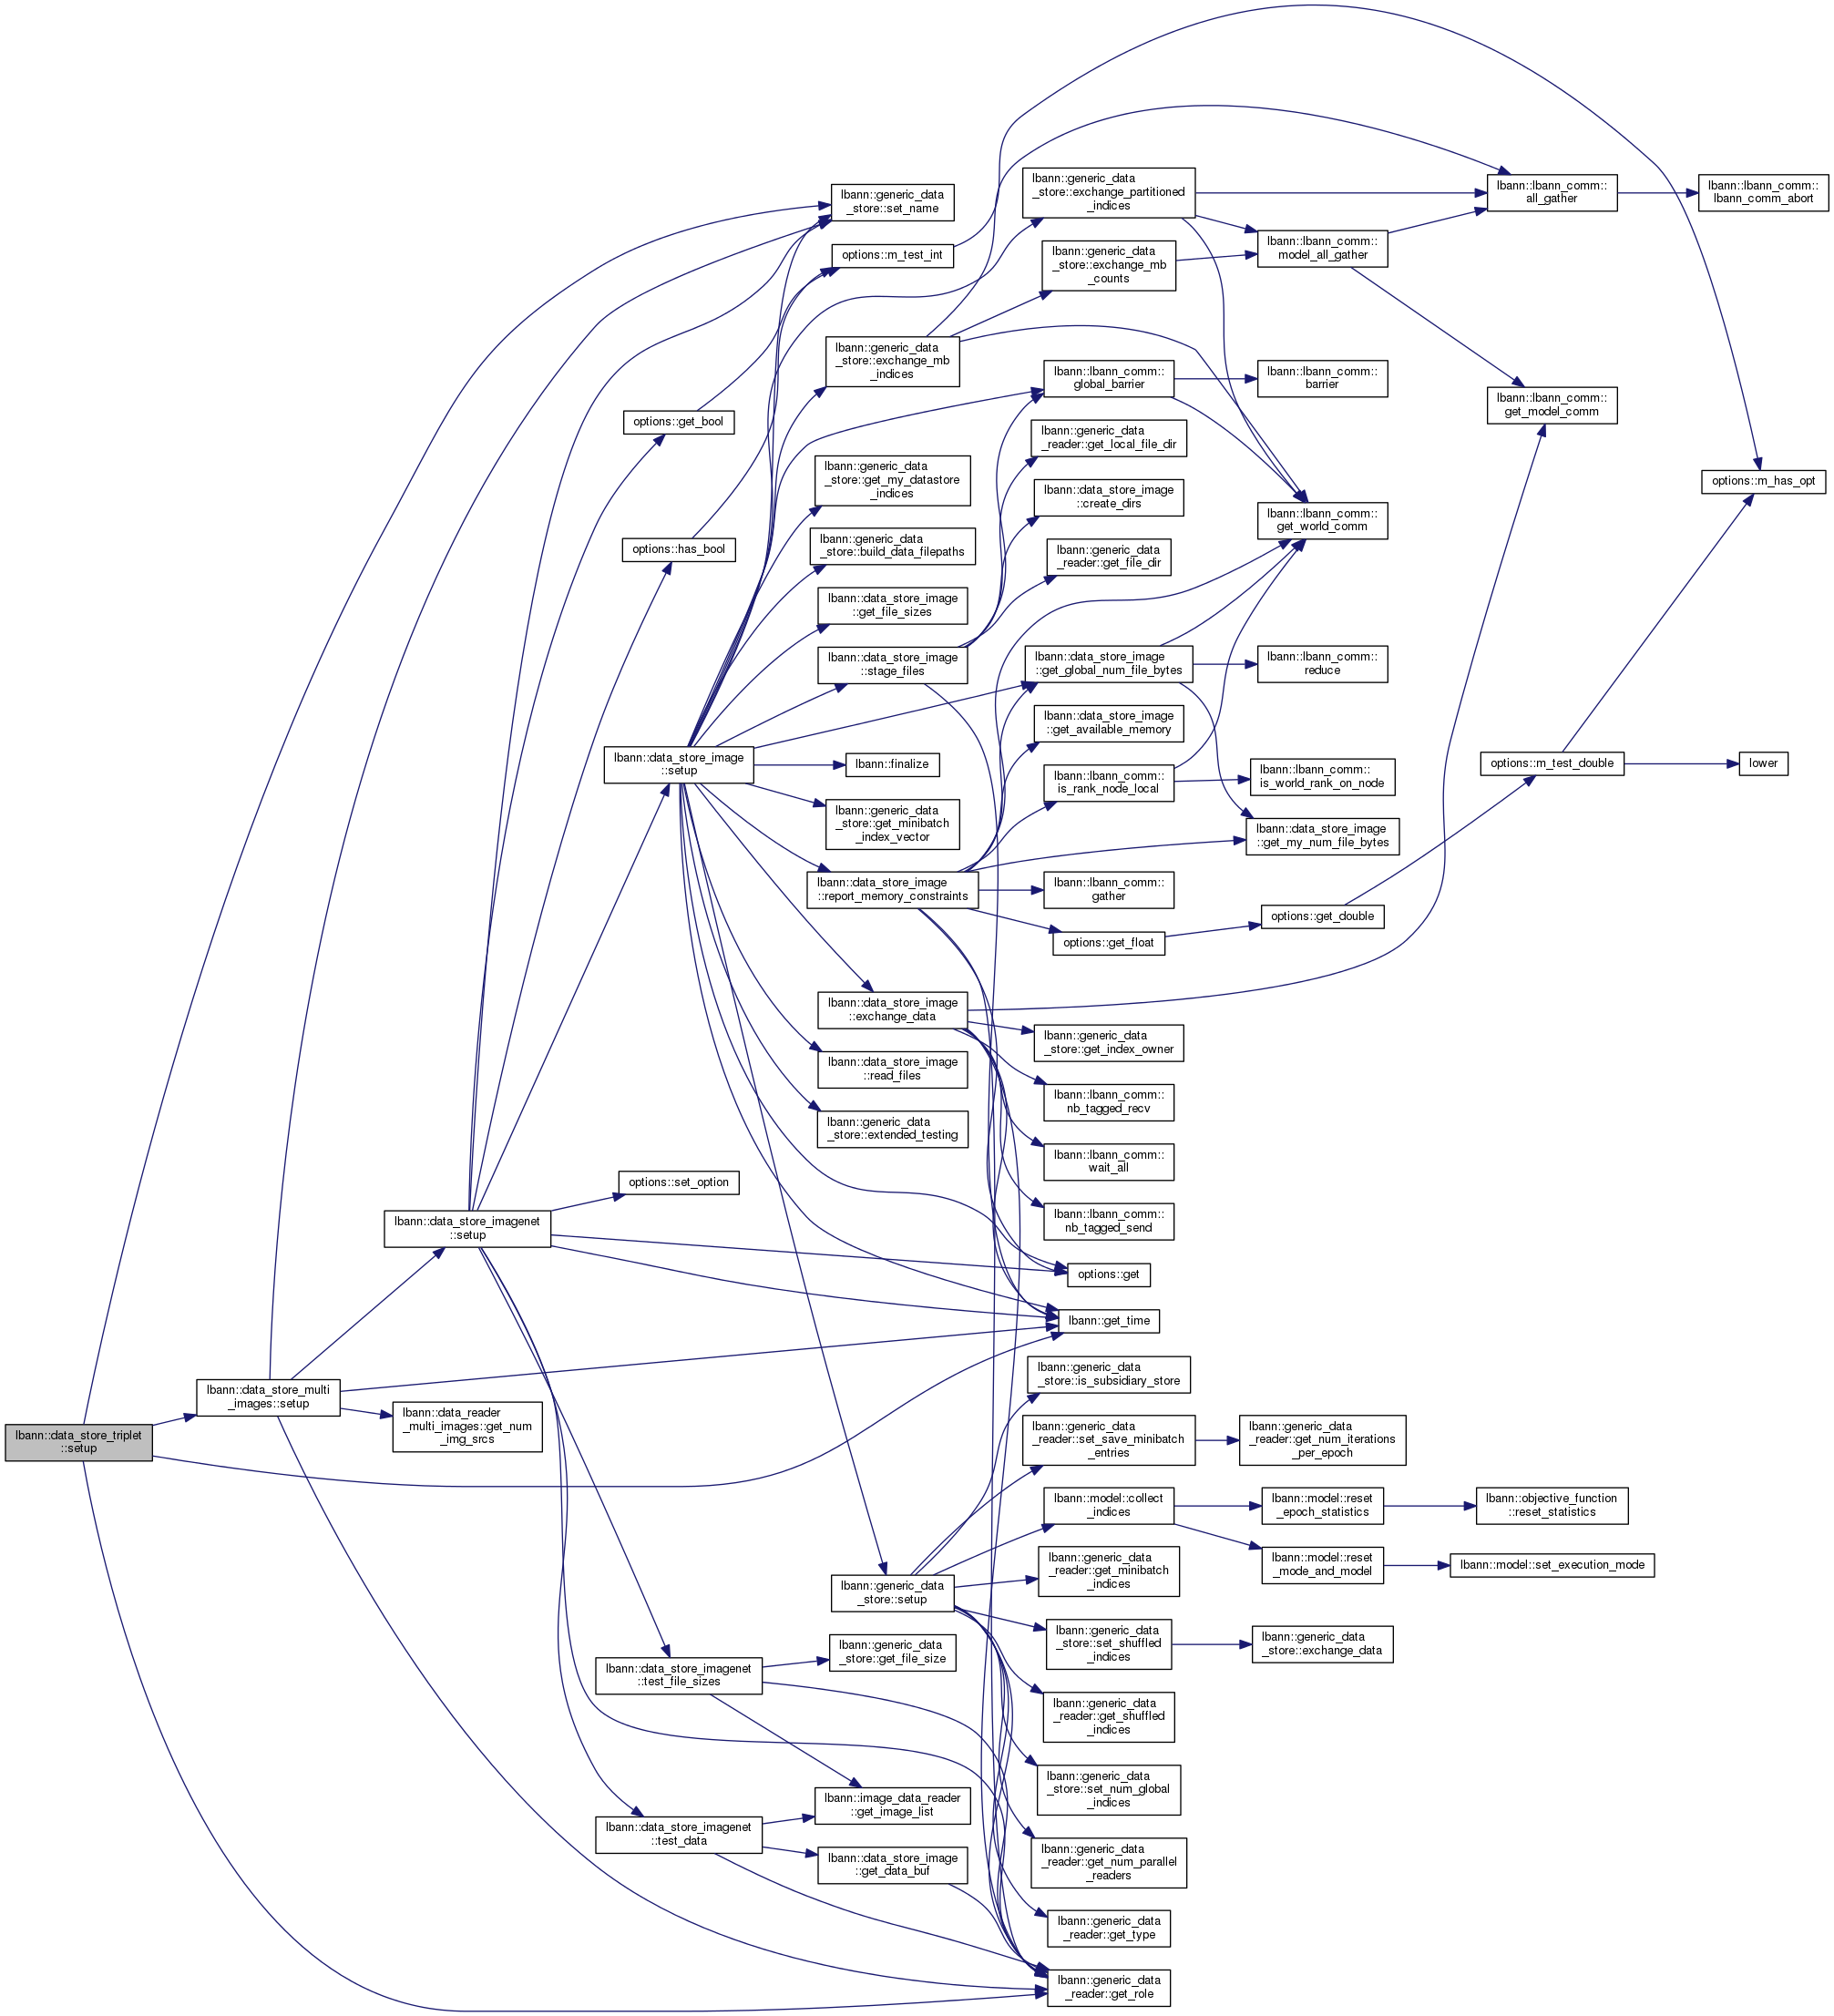 lbann::data_store_triplet
::setup
lbann::generic_data
_store::set_name
lbann::data_store_multi
_images::setup
lbann::data_reader
_multi_images::get_num
_img_srcs
lbann::data_store_imagenet
::setup
options::set_option
options::get_bool
options::has_bool
options::m_test_int
lbann::data_store_image
::setup
lbann::generic_data
_store::exchange_mb
_indices
lbann::generic_data
_store::get_my_datastore
_indices
lbann::generic_data
_store::build_data_filepaths
lbann::data_store_image
::get_file_sizes
lbann::data_store_image
::stage_files
lbann::finalize
lbann::generic_data
_store::get_minibatch
_index_vector
lbann::data_store_image
::report_memory_constraints
lbann::data_store_image
::exchange_data
lbann::data_store_image
::read_files
lbann::generic_data
_store::extended_testing
lbann::generic_data
_store::setup
lbann::data_store_imagenet
::test_file_sizes
lbann::generic_data
_store::get_file_size
lbann::image_data_reader
::get_image_list
lbann::data_store_imagenet
::test_data
lbann::data_store_image
::get_data_buf
lbann::generic_data
_store::exchange_partitioned
_indices
lbann::generic_data
_store::exchange_mb
_counts
lbann::lbann_comm::
global_barrier
lbann::generic_data
_reader::get_local_file_dir
lbann::data_store_image
::create_dirs
lbann::generic_data
_reader::get_file_dir
lbann::data_store_image
::get_global_num_file_bytes
lbann::data_store_image
::get_available_memory
lbann::lbann_comm::
is_rank_node_local
lbann::lbann_comm::
gather
options::get_float
lbann::generic_data
_store::get_index_owner
lbann::lbann_comm::
nb_tagged_recv
lbann::lbann_comm::
wait_all
lbann::lbann_comm::
nb_tagged_send
options::get
lbann::get_time
lbann::generic_data
_store::is_subsidiary_store
lbann::generic_data
_reader::set_save_minibatch
_entries
lbann::model::collect
_indices
lbann::generic_data
_reader::get_minibatch
_indices
lbann::generic_data
_store::set_shuffled
_indices
lbann::generic_data
_reader::get_shuffled
_indices
lbann::generic_data
_store::set_num_global
_indices
lbann::generic_data
_reader::get_num_parallel
_readers
lbann::generic_data
_reader::get_type
lbann::generic_data
_reader::get_role
lbann::lbann_comm::
model_all_gather
lbann::lbann_comm::
barrier
lbann::lbann_comm::
get_world_comm
lbann::lbann_comm::
reduce
lbann::lbann_comm::
is_world_rank_on_node
lbann::data_store_image
::get_my_num_file_bytes
options::get_double
lbann::generic_data
_reader::get_num_iterations
_per_epoch
lbann::model::reset
_epoch_statistics
lbann::model::reset
_mode_and_model
lbann::generic_data
_store::exchange_data
lbann::lbann_comm::
all_gather
lbann::lbann_comm::
get_model_comm
options::m_test_double
lbann::objective_function
::reset_statistics
lbann::model::set_execution_mode
lbann::lbann_comm::
lbann_comm_abort
options::m_has_opt
lower